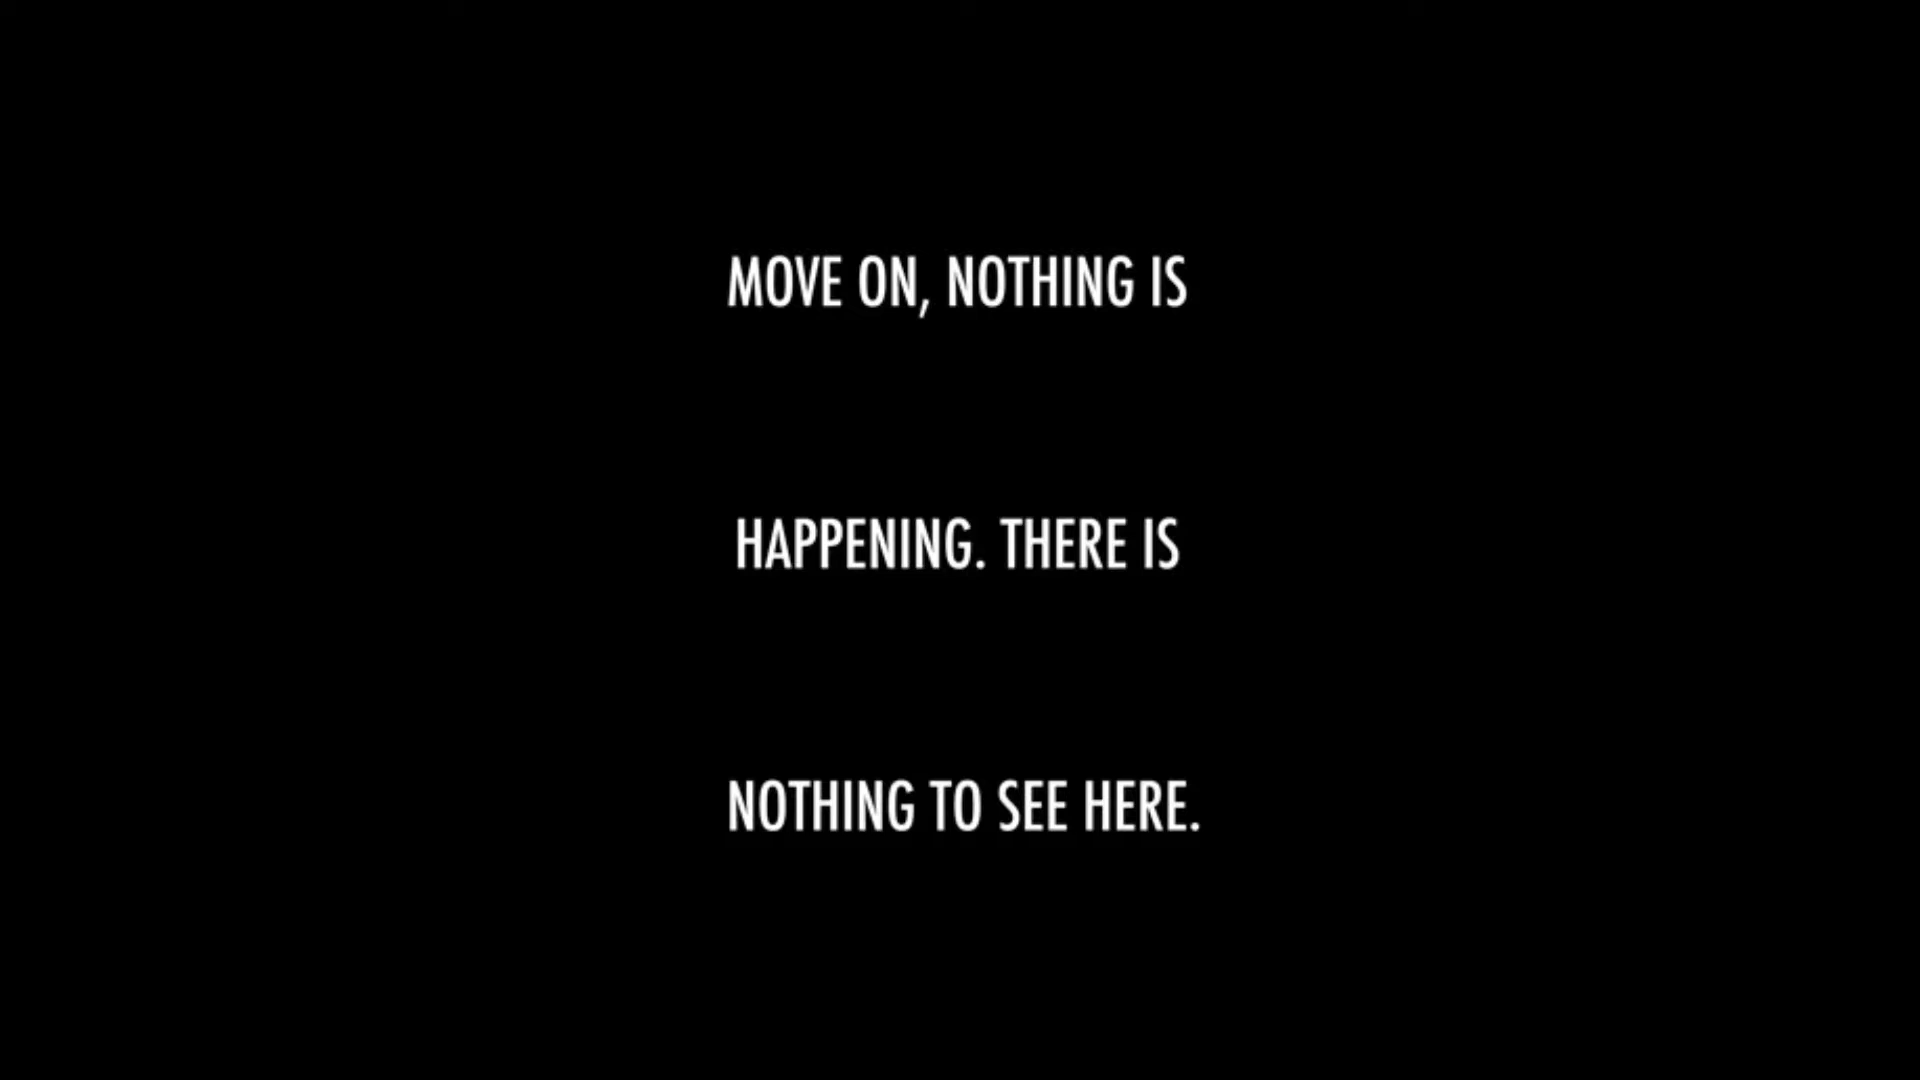 MOVE ON, NOTHING IS
HAPPENING. THERE IS
NOTHING TO SEE HERE.